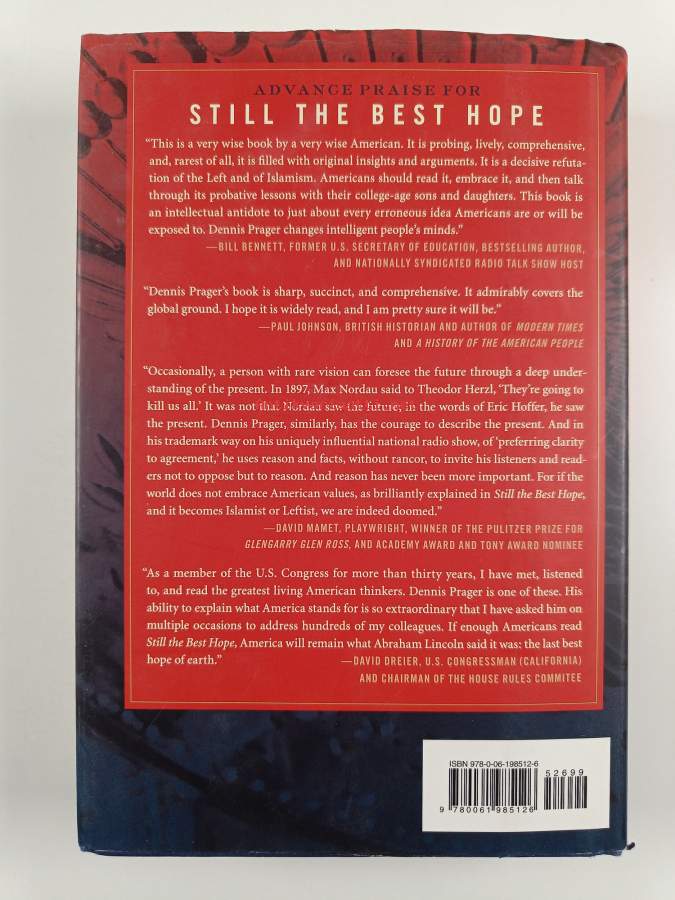 ADVANCE PRAISE FOR
STILL THE BEST HOPE
“This is a very wise book by a very wise American. It is probing, lively, comprehensive,
and, rarest of all, it is filled with original insights and arguments. It is a decisive refuta-
tion of the Left and of Islamism. Americans should read it, embrace it, and then talk
through its probative lessons with their college-age sons and daughters. This book is
an intellectual antidote to just about every erroneous idea Americans are or will be
exposed to. Dennis Prager changes intelligent people’s minds.”
—BILL BENNETT, FORMER U.S. SECRETARY OF EDUCATION, BESTSELLING AUTHOR,
AND NATIONALLY SYNDICATED RADIO TALK SHOW HOST
“Dennis Prager’s book is sharp, succinct, and comprehensive. It admirably covers the
global ground. I hope it is widely read, and I am pretty sure it will be.”
—PAUL JOHNSON, BRITISH HISTORIAN AND AUTHOR OF MODERN TIMES
AND A HISTORY OF THE AMERICAN PEOPLE
“Occasionally, a person with rare vision can foresee the future through a deep under-
standing of the present. In 1897, Max Nordau said to Theodor Herzl, ‘They’re going to
kill us all.’ It was not that Nordau saw the future, in the words of Eric Hoffer, he saw
the present. Dennis Prager, similarly, has the courage to describe the present. And in
his trademark way on his uniquely influential national radio show, of ‘preferring clarity
to agreement,’ he uses reason and facts, without rancor, to invite his listeners and read-
ers not to oppose but to reason. And reason has never been more important. For if the
world does not embrace American values, as brilliantly explained in Still the Best Hope,
and it becomes Islamist or Leftist, we are indeed doomed.”
—DAVID MAMET, PLAYWRIGHT, WINNER OF THE PULITZER PRIZE FOR
GLENGARRY GLEN ROSS, AND ACADEMY AWARD AND TONY AWARD NOMINEE
“As a member of the U.S. Congress for more than thirty years, I have met, listened
to, and read the greatest living American thinkers. Dennis Prager is one of these. His
ability to explain what America stands for is so extraordinary that I have asked him on
multiple occasions to address hundreds of my colleagues. If enough Americans read
Still the Best Hope, America will remain what Abraham Lincoln said it was: the last best
hope of earth.” —DAVID DREIER, U.S. CONGRESSMAN (CALIFORNIA)
AND CHAIRMAN OF THE HOUSE RULES COMMITEE
ISBN 978-0-06-198512-6
52699
9 780061 985126